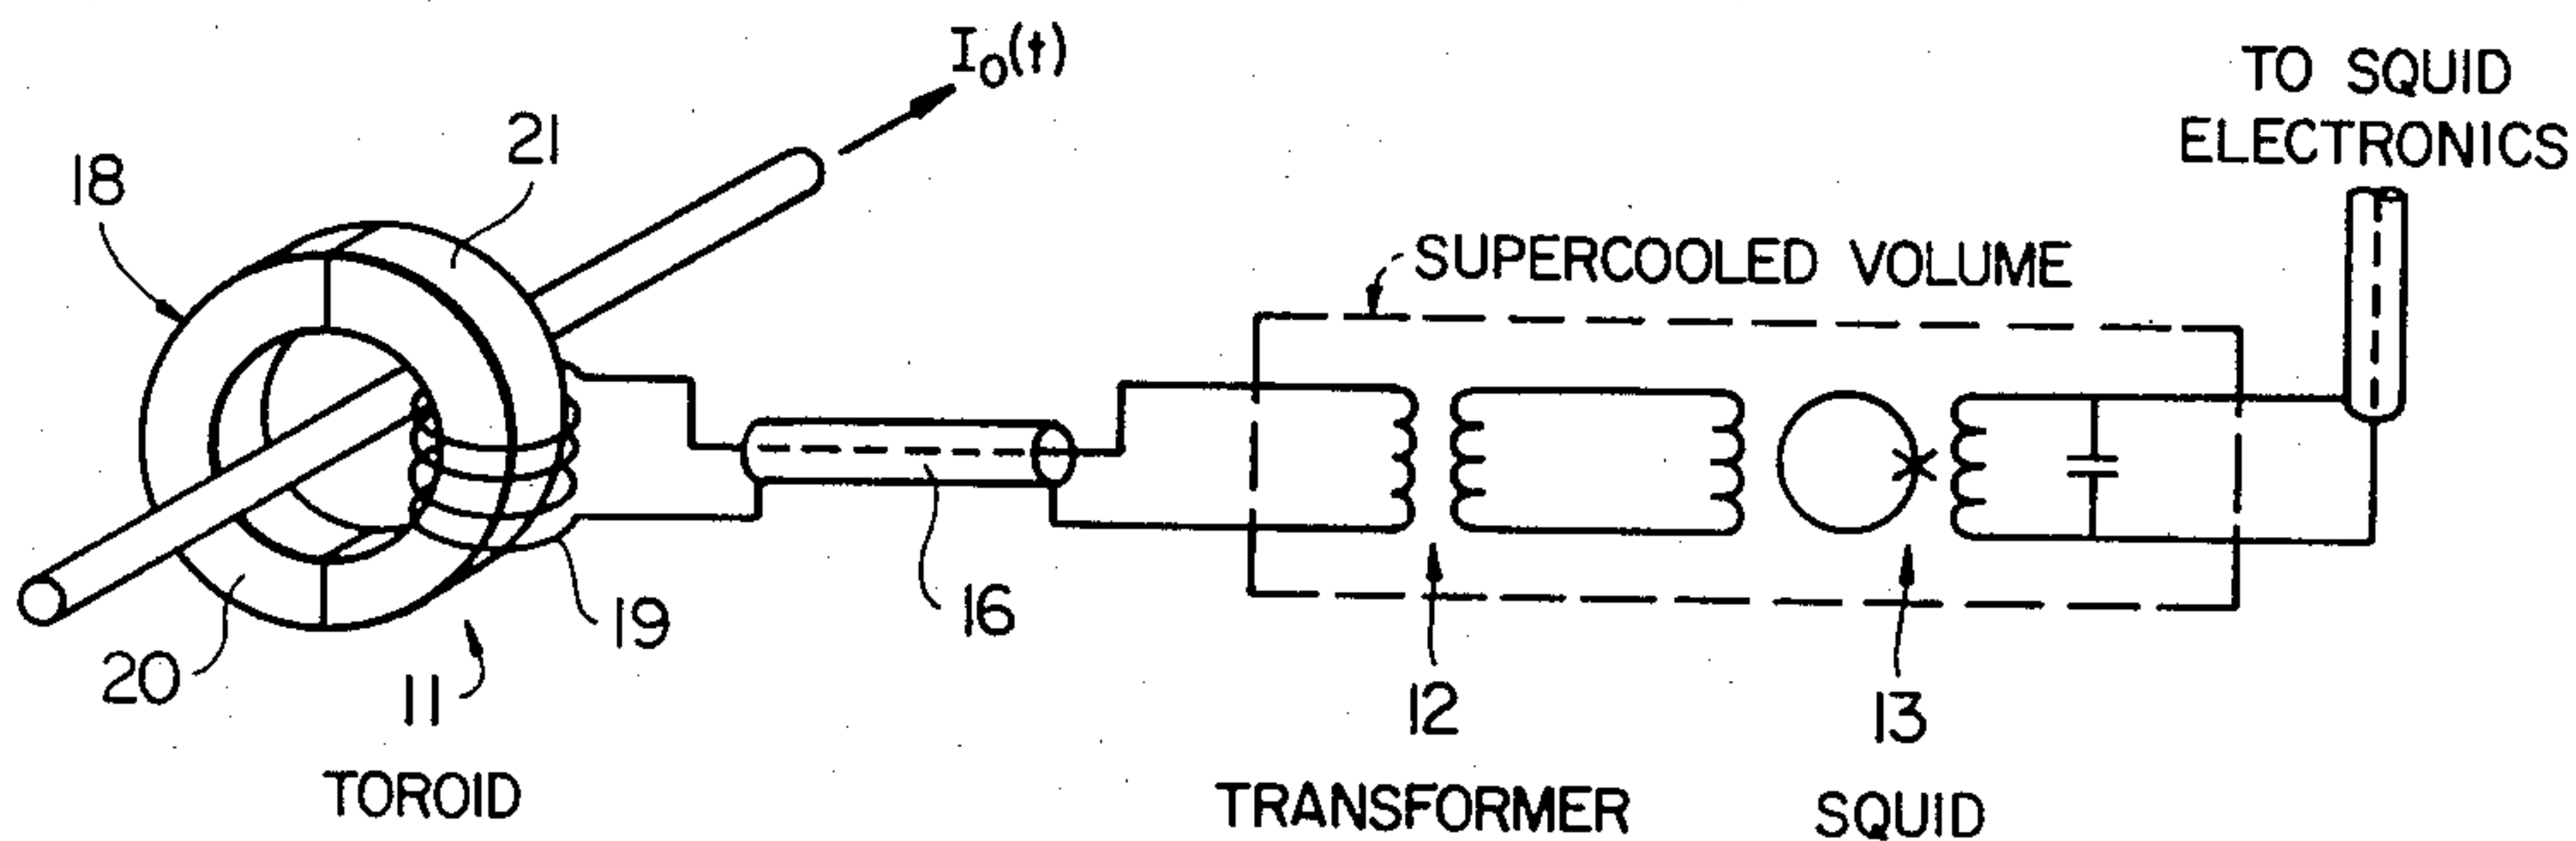 I₀(t)
TO SQUID
ELECTRONICS
21
18
SUPERCOOLED VOLUME
16
19
20
11
TOROID
12
TRANSFORMER
13
SQUID